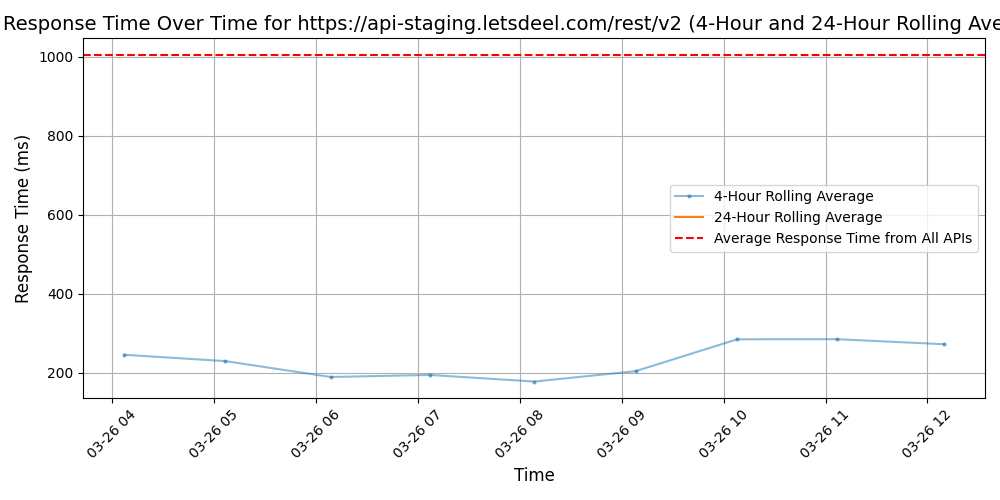 Response Time Over Time for https://api-staging.letsdeel.com/rest/v2 (4-Hour and 24-Hour Rolling Ave
Response Time (ms)
1000
800
600
400
200
4-Hour Rolling Average
24-Hour Rolling Average
Average Response Time from All APIs
03-26 04
03-26 05
03-26 06
03-26 07
03-26 08
03-26 09
03-26 10
03-26 11
03-26 12
Time